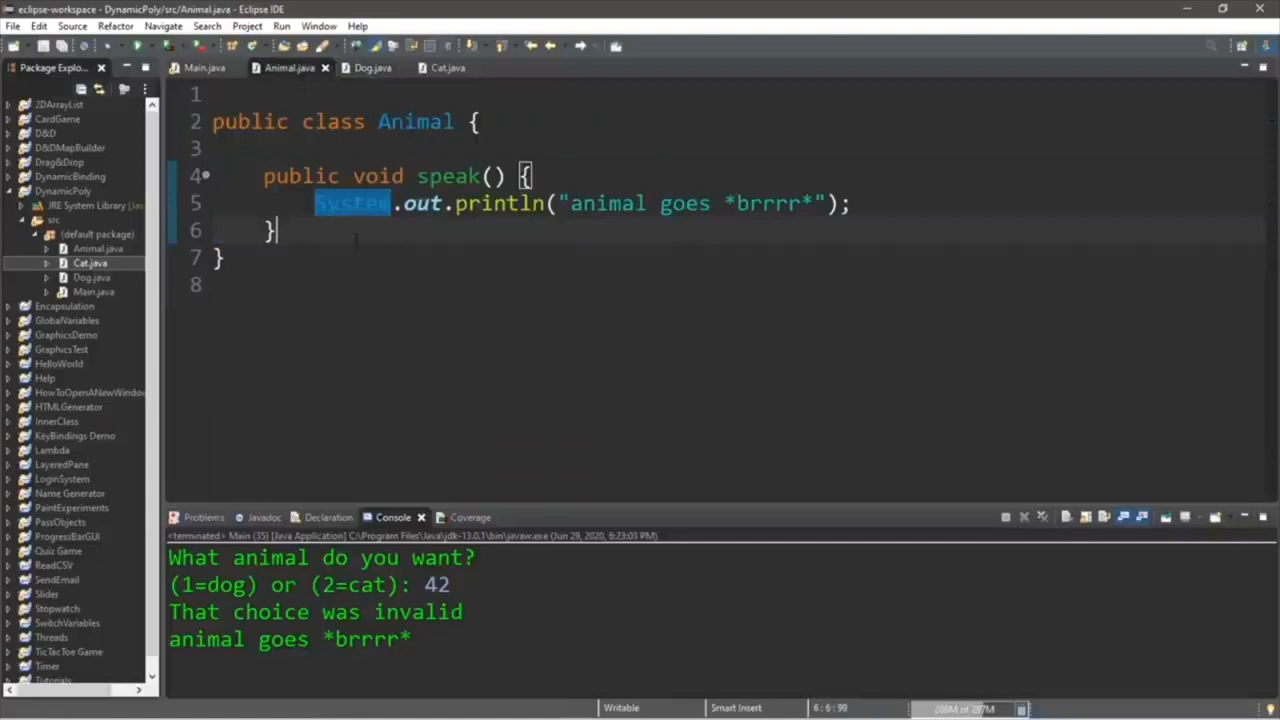 eclipse-workspace - DynamicPoly/src/Animal.java - Eclipse IDE
File Edit Source Refactor Navigate Search Project Run Window Help
Package Explo...
Main.java Animal.java Dog.java Cat.java
2DArrayList
CardGame
D&D
D&DMapBuilder
Drag&Drop
DynamicBinding
DynamicPoly
JRE System Library [JavaS
src
(default package)
Animal.java
Cat.java
Dog.java
Main.java
Encapsulation
GlobalVariables
GraphicsDemo
GraphicsTest
HelloWorld
Help
HowToOpenANewWindow
HTMLGenerator
InnerClass
KeyBindings Demo
Lambda
LayeredPane
LoginSystem
Name Generator
PaintExperiments
PassObjects
ProgressBarGUI
Quiz Game
ReadCSV
SendEmail
Slider
Stopwatch
SwitchVariables
Threads
TicTacToe Game
Timer
Tutorials
1
2 public class Animal {
3
4 public void speak() {
5 System.out.println("animal goes *brrrr*");
6 }
7 }
8
Problems Javadoc Declaration Console Coverage
<terminated> Main (35) [Java Application] C:\Program Files\Java\jdk-13.0.1\bin\javaw.exe (Jun 29, 2020, 6:23:03 PM)
What animal do you want?
(1=dog) or (2=cat): 42
That choice was invalid
animal goes *brrrr*
Writable Smart Insert 6:6:99 of 287M